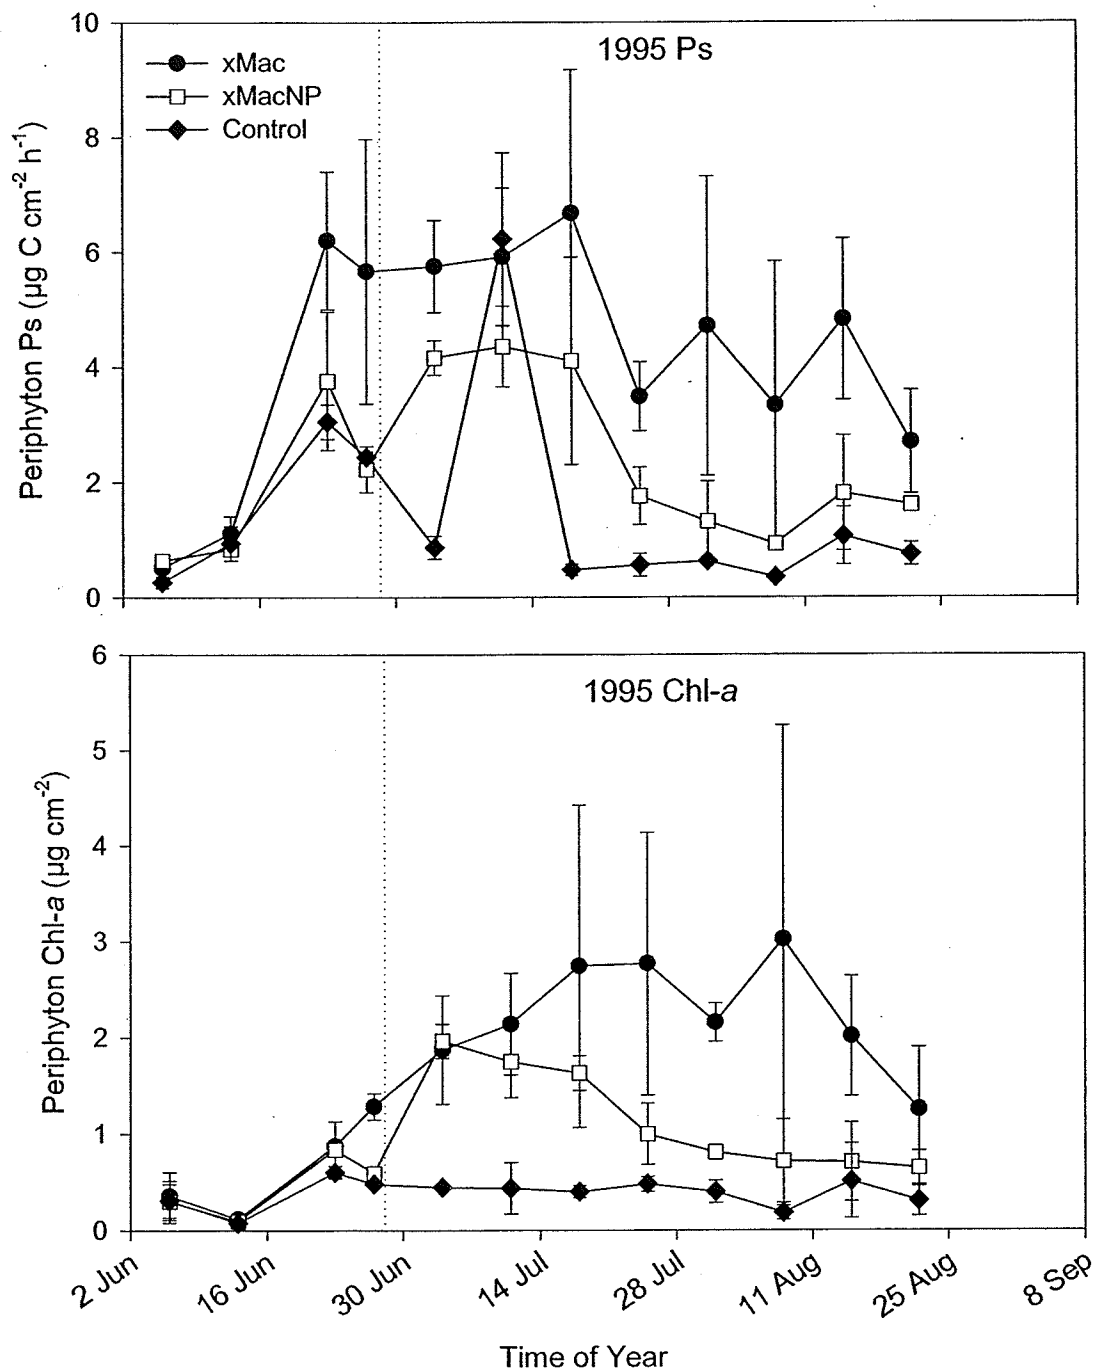 10
8
6
4
2
0
Periphyton Ps (µg C cm-2 h-1)
1995 Ps
xMac
xMacNP
Control
6
5
4
3
2
1
0
Periphyton Chl-a (µg cm-2)
1995 Chl-a
2 Jun
16 Jun
30 Jun
14 Jul
28 Jul
11 Aug
25 Aug
8 Sep
Time of Year